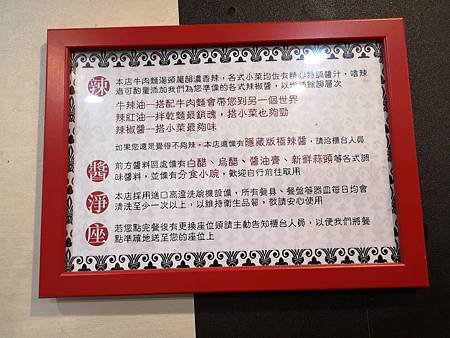 辣 本店牛肉麵湯頭屬韻濃香辣，各式小菜均佐有精心特調醬汁，嗜辣
者可酌量添加我們為您準備的各式辣椒醬，以增添餘韻層次
牛辣油—搭配牛肉麵會帶您到另一個世界
辣紅油—拌乾麵最銷魂，搭小菜也夠勁
辣椒醬—搭小菜最夠味
如果您還是覺得不夠辣，本店還備有隱藏版極辣醬，請洽櫃台人員
醬 前方醬料區處備有白醋、烏醋、醬油膏、新鮮蒜頭等各式調
味醬料，並備有分食小碗，歡迎自行前往取用
淨 本店採用進口高溫洗碗機設備，所有餐具、餐盤等器皿每日均會
清洗至少一次以上，以維持衛生品質，敬請安心使用
座 若您點完餐後有更換座位煩請主動告知櫃台人員，以便我們將餐
點準確地送至您的座位上